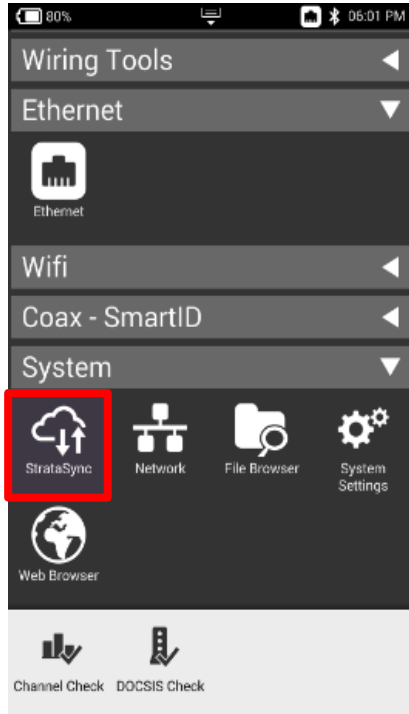 80%
06:01 PM
Wiring Tools
Ethernet
Ethernet
Wifi
Coax - SmartID
System
StrataSync
Network
File Browser
System
Settings
Web Browser
Channel Check
DOCSIS Check